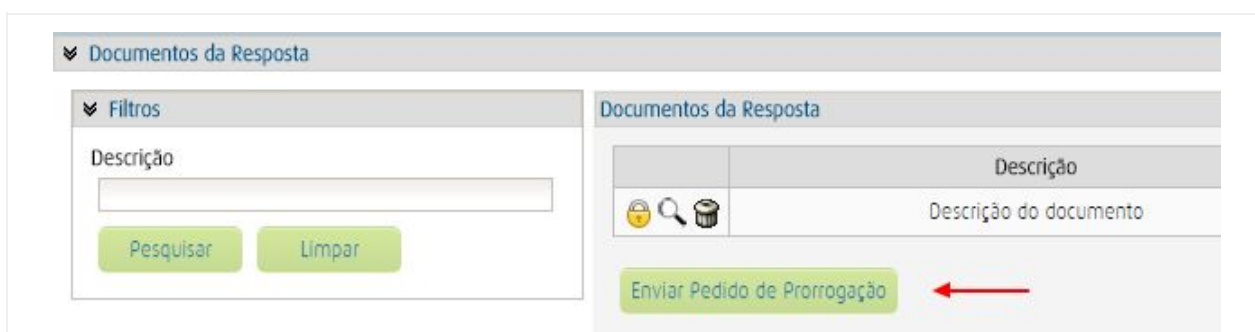 Documentos da Resposta
Filtros
Descrição
Pesquisar Limpar
Documentos da Resposta
Descrição
Descrição do documento
Enviar Pedido de Prorrogação